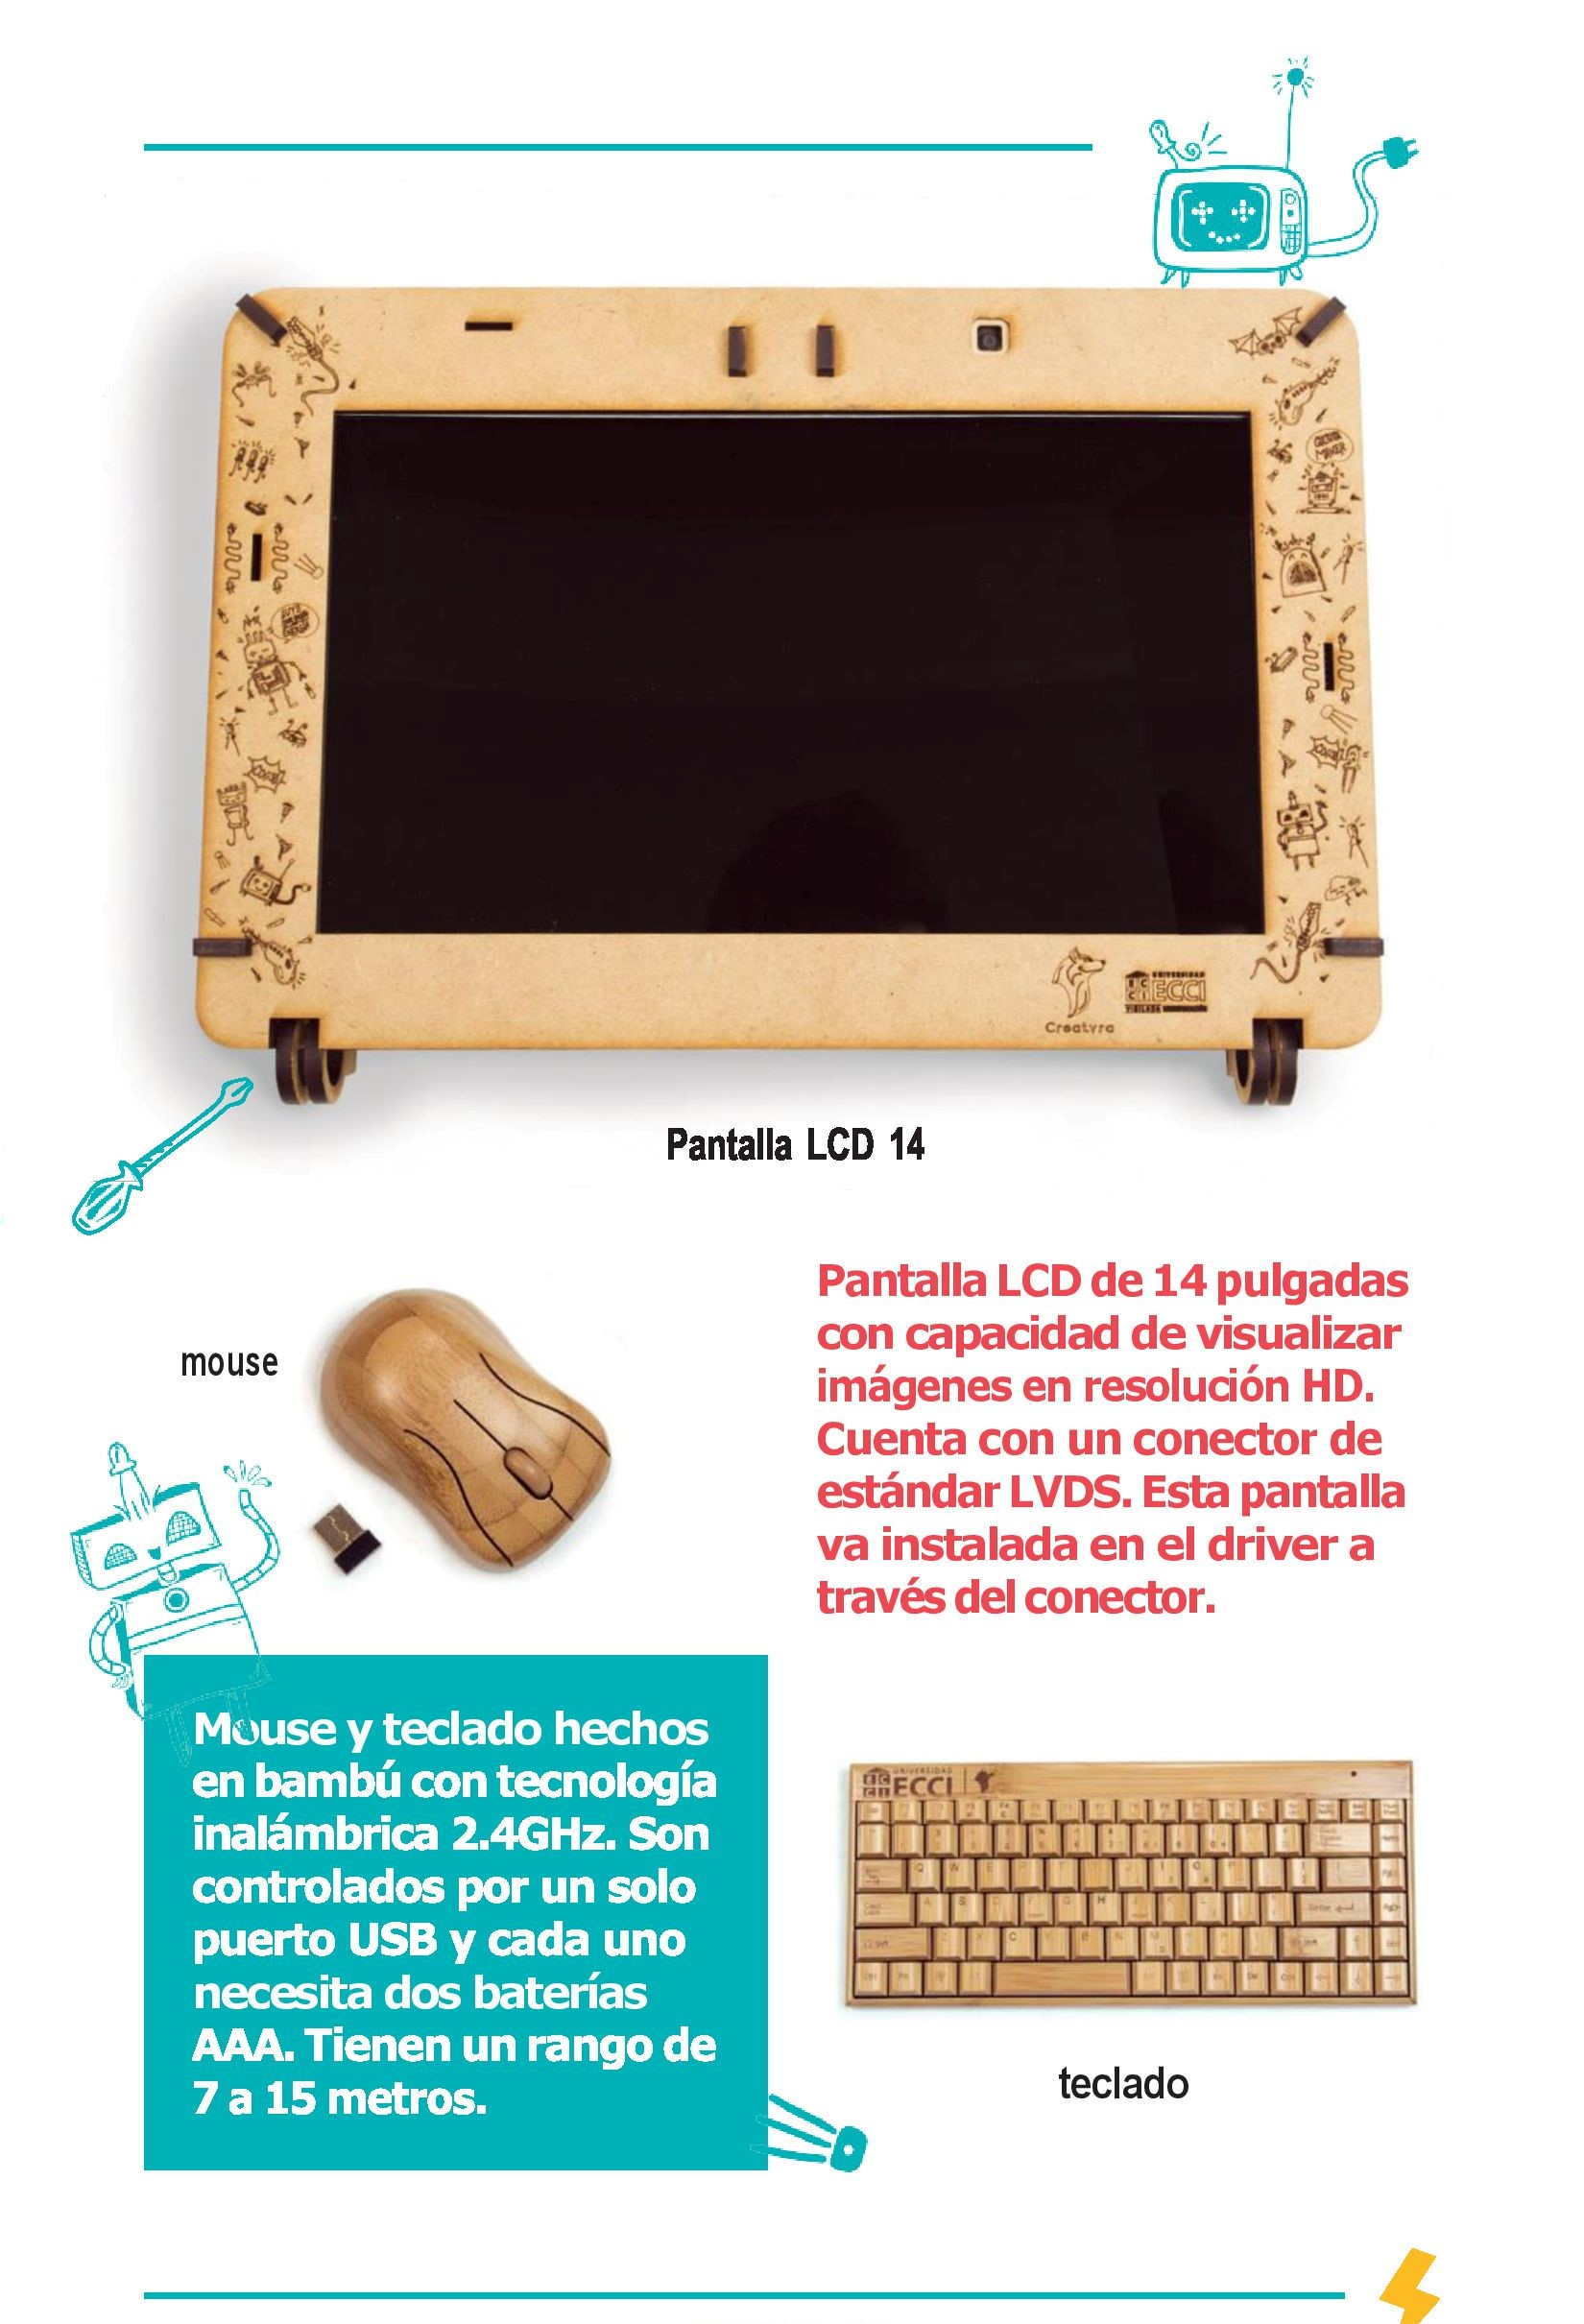 CULTURA
MAKER
Creatyra
UNIVERSIDAD
ECCI
VIGILADA
Pantalla LCD 14
mouse
Pantalla LCD de 14 pulgadas
con capacidad de visualizar
imágenes en resolución HD.
Cuenta con un conector de
estándar LVDS. Esta pantalla
va instalada en el driver a
través del conector.
Mouse y teclado hechos
en bambú con tecnología
inalámbrica 2.4GHz. Son
controlados por un solo
puerto USB y cada uno
necesita dos baterías
AAA. Tienen un rango de
7 a 15 metros.
UNIVERSIDAD
ECCI
teclado